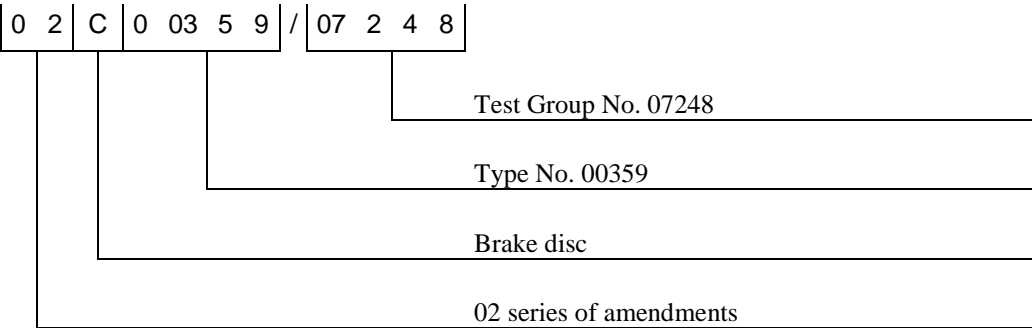 0 2 C 0 03 5 9 / 07 2 4 8
Test Group No. 07248
Type No. 00359
Brake disc
02 series of amendments